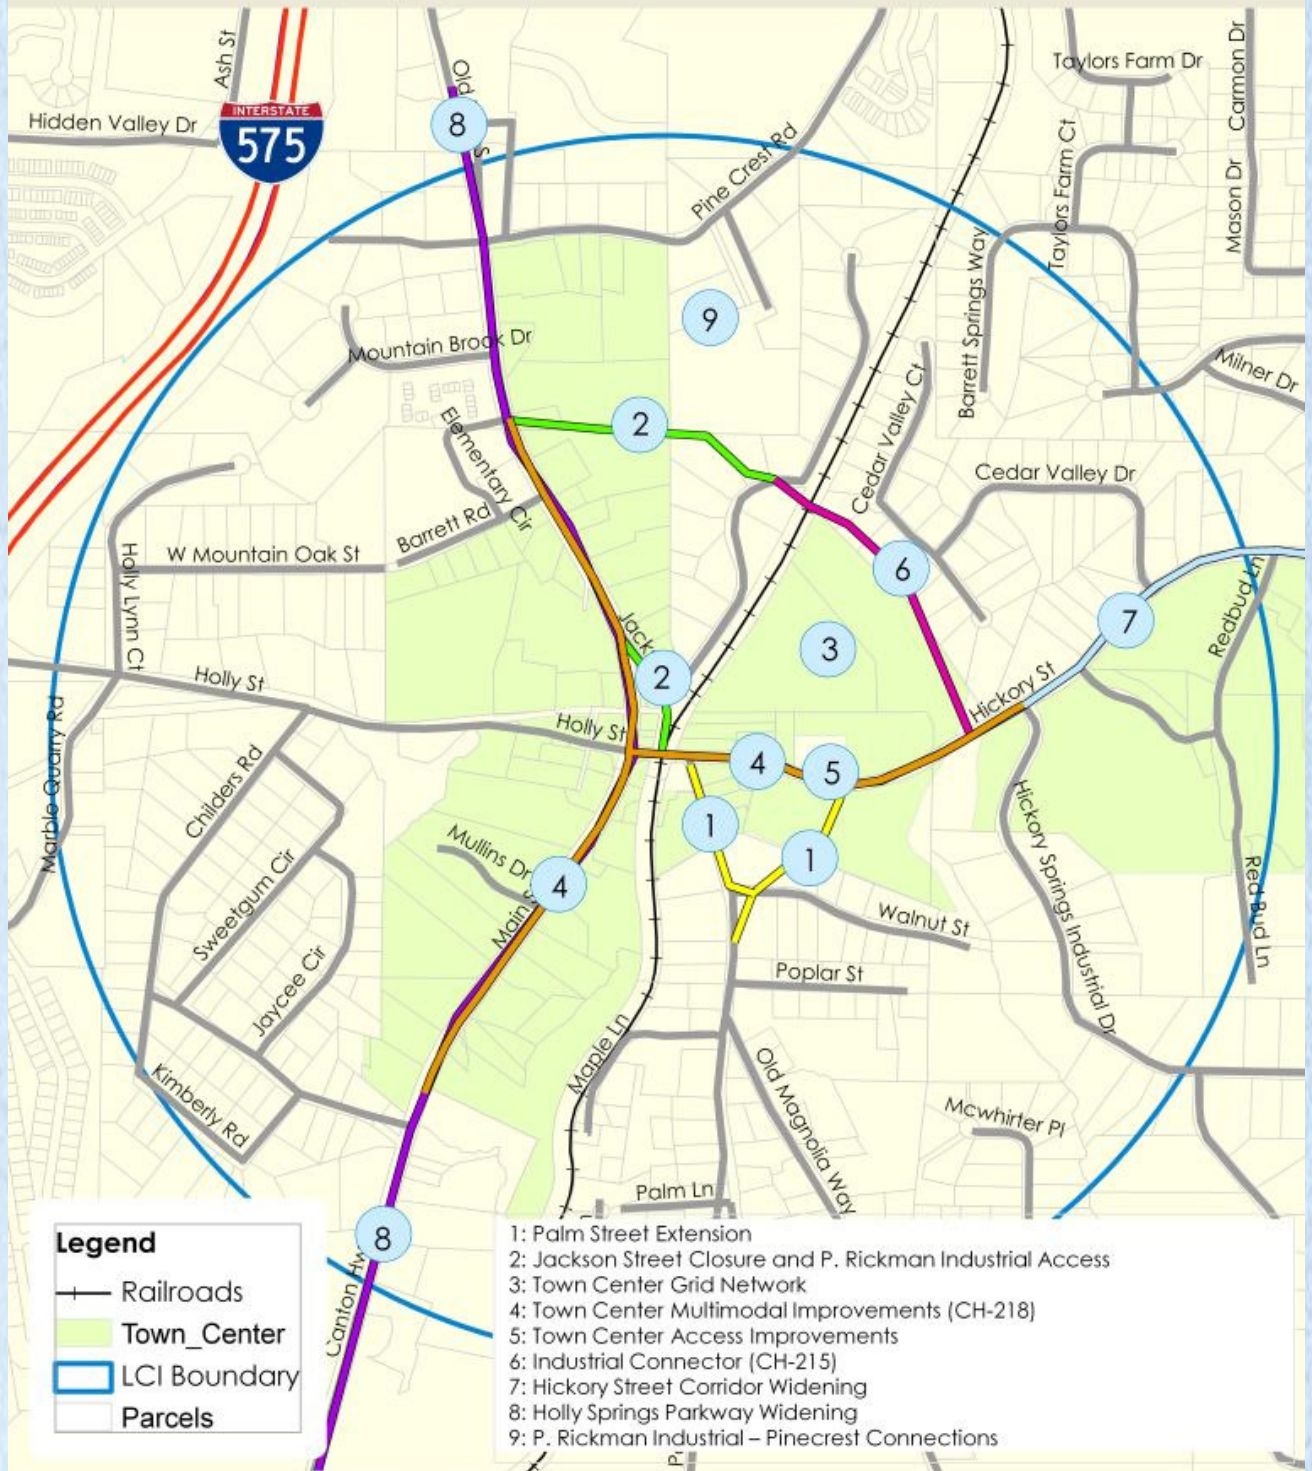 Ash St
Old
Taylors Farm Dr
Carmon Dr
INTERSTATE
575
Hidden Valley Dr
8
S
Pine Crest Rd
Taylors Farm Ct
Mason Dr
Barrett Springs Way
9
Mountain Brook Dr
Milner Dr
2
Elementary Cir
Cedar Valley Ct
Cedar Valley Dr
Barrett Rd
W Mountain Oak St
Holly Lynn Ct
6
7
Redbud Ln
Jack
3
2
Holly St
Hickory St
Marble Quarry Rd
Holly St
4
5
Childers Rd
1
Hickory Springs Industrial Dr
Mullins Dr
1
4
Sweetgum Cir
Main S
Walnut St
Red Bud Ln
Jaycee Cir
Poplar St
Maple Ln
Old Magnolia Way
Kimberly Rd
Mcwhirter Pl
Palm Ln
8
Canton Hw
Legend
Railroads
Town_Center
LCI Boundary
Parcels
1: Palm Street Extension
2: Jackson Street Closure and P. Rickman Industrial Access
3: Town Center Grid Network
4: Town Center Multimodal Improvements (CH-218)
5: Town Center Access Improvements
6: Industrial Connector (CH-215)
7: Hickory Street Corridor Widening
8: Holly Springs Parkway Widening
9: P. Rickman Industrial – Pinecrest Connections